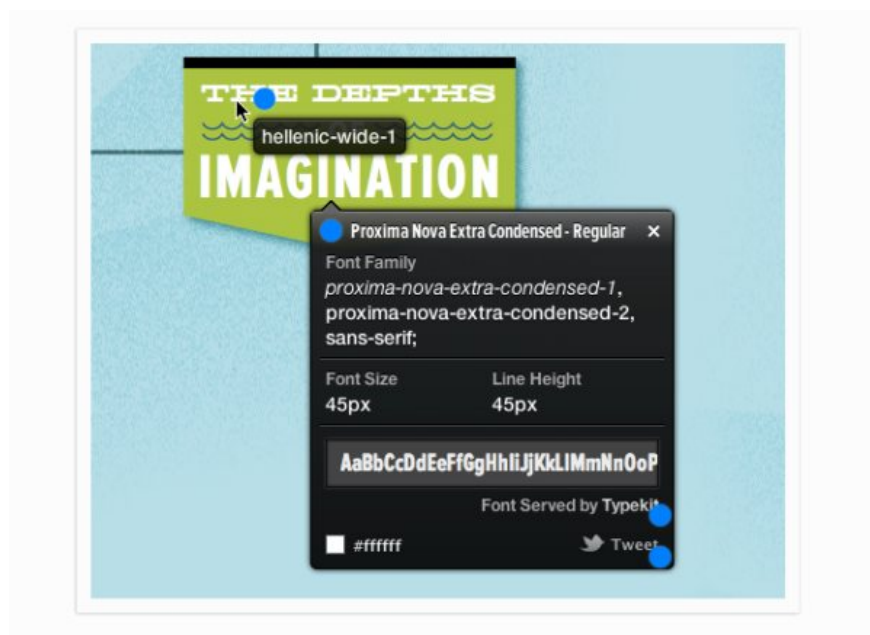 THE DEPTHS
hellenic-wide-1
IMAGINATION
Proxima Nova Extra Condensed - Regular ×
Font Family
proxima-nova-extra-condensed-1,
proxima-nova-extra-condensed-2,
sans-serif;
Font Size Line Height
45px 45px
AaBbCcDdEeFfGgHhIiJjKkLlMmNnOoP
Font Served by Typekit
#ffffff Tweet